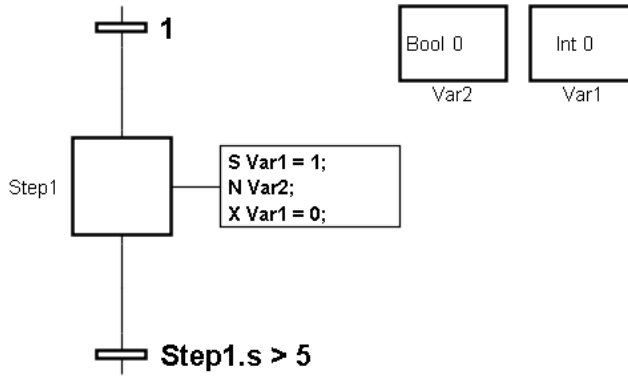 1
Bool 0
Int 0
Var2
Var1
Step1
S Var1 = 1;
N Var2;
X Var1 = 0;
Step1.s > 5